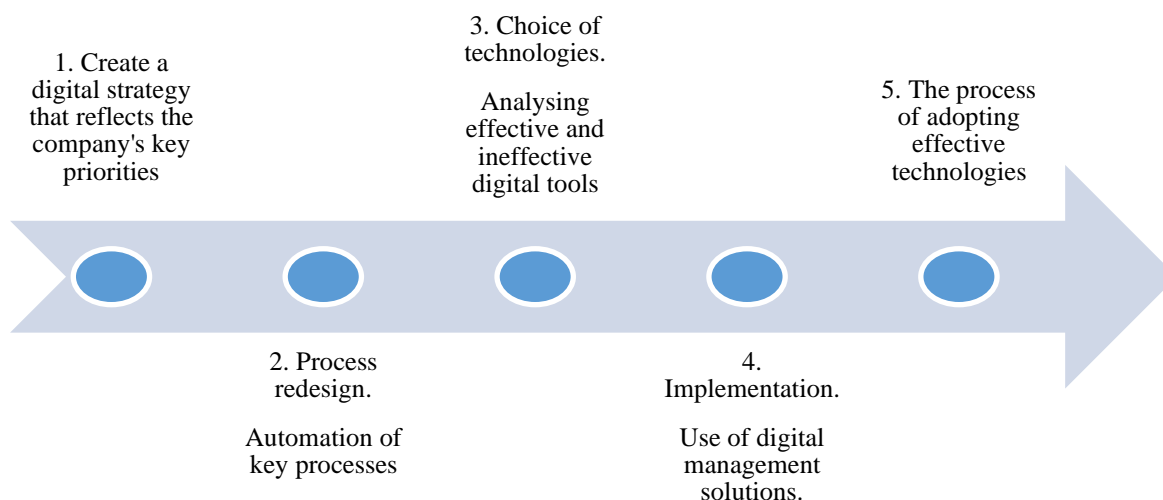 1. Create a
digital strategy
that reflects the
company's key
priorities
2. Process
redesign.
Automation of
key processes
3. Choice of
technologies.
Analysing
effective and
ineffective
digital tools
4.
Implementation.
Use of digital
management
solutions.
5. The process
of adopting
effective
technologies